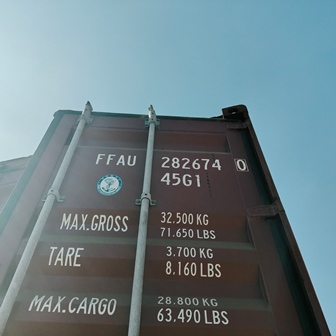 FFAU 282674 0
45G1
MAX.GROSS 32.500 KG
71.650 LBS
TARE 3.700 KG
8.160 LBS
MAX.CARGO 28.800 KG
63.490 LBS